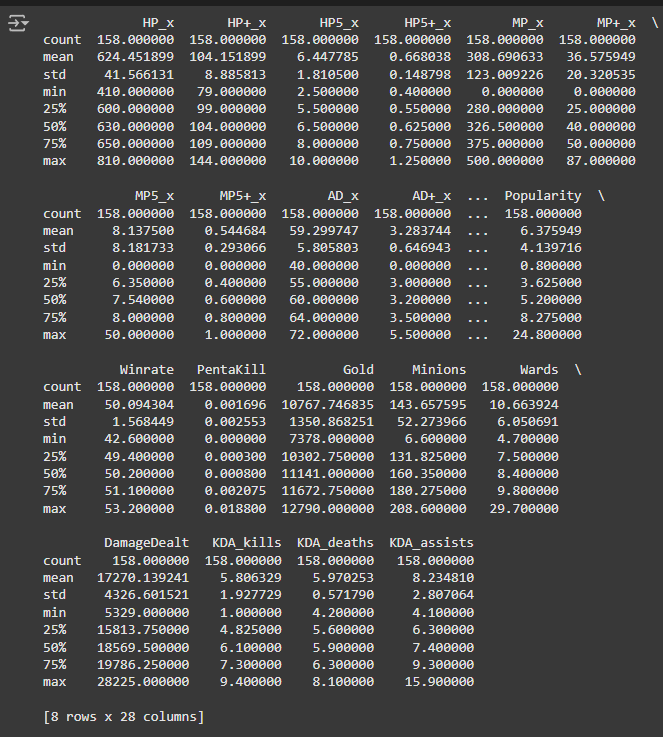 HP_x       HP+_x       HP5_x      HP5+_x        MP_x       MP+_x  \
count  158.000000  158.000000  158.000000  158.000000  158.000000  158.000000
mean   624.451899  104.151899    6.447785    0.668038  308.690633   36.575949
std     41.566131    8.885813    1.810500    0.148798  123.009226   20.320535
min    410.000000   79.000000    2.500000    0.400000    0.000000    0.000000
25%    600.000000   99.000000    5.500000    0.550000  280.000000   25.000000
50%    630.000000  104.000000    6.500000    0.625000  326.500000   40.000000
75%    650.000000  109.000000    8.000000    0.750000  375.000000   50.000000
max    810.000000  144.000000   10.000000    1.250000  500.000000   87.000000

            MP5_x      MP5+_x        AD_x       AD+_x  ...  Popularity  \
count  158.000000  158.000000  158.000000  158.000000  ...  158.000000
mean     8.137500    0.544684   59.299747    3.283744  ...    6.375949
std      8.181733    0.293066    5.805803    0.646943  ...    4.139716
min      0.000000    0.000000   40.000000    0.000000  ...    0.800000
25%      6.350000    0.400000   55.000000    3.000000  ...    3.625000
50%      7.540000    0.600000   60.000000    3.200000  ...    5.200000
75%      8.000000    0.800000   64.000000    3.500000  ...    8.275000
max     50.000000    1.000000   72.000000    5.500000  ...   24.800000

          Winrate   PentaKill          Gold     Minions       Wards  \
count  158.000000  158.000000    158.000000  158.000000  158.000000
mean    50.094304    0.001696  10767.746835  143.657595   10.663924
std      1.568449    0.002553   1350.868251   52.273966    6.050691
min     42.600000    0.000000   7378.000000    6.600000    4.700000
25%     49.400000    0.000300  10302.750000  131.825000    7.500000
50%     50.200000    0.000800  11141.000000  160.350000    8.400000
75%     51.100000    0.002075  11672.750000  180.275000    9.800000
max     53.200000    0.018800  12790.000000  208.600000   29.700000

        DamageDealt   KDA_kills  KDA_deaths  KDA_assists
count    158.000000  158.000000  158.000000   158.000000
mean   17270.139241    5.806329    5.970253     8.234810
std     4326.601521    1.927729    0.571790     2.807064
min     5329.000000    1.000000    4.200000     4.100000
25%    15813.750000    4.825000    5.600000     6.300000
50%    18569.500000    6.100000    5.900000     7.400000
75%    19786.250000    7.300000    6.300000     9.300000
max    28225.000000    9.400000    8.100000    15.900000

[8 rows x 28 columns]